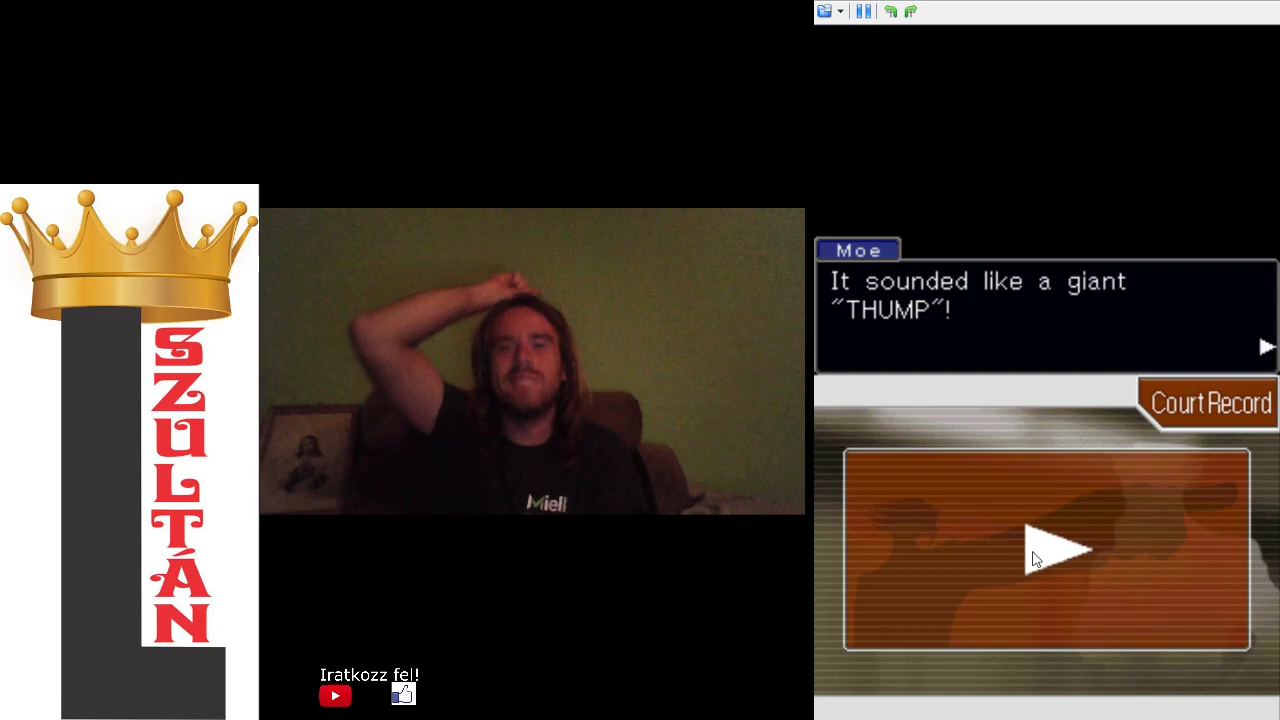 SZULTÁN
Miell
Iratkozz fel!
Moe
It sounded like a giant
"THUMP"!
Court Record